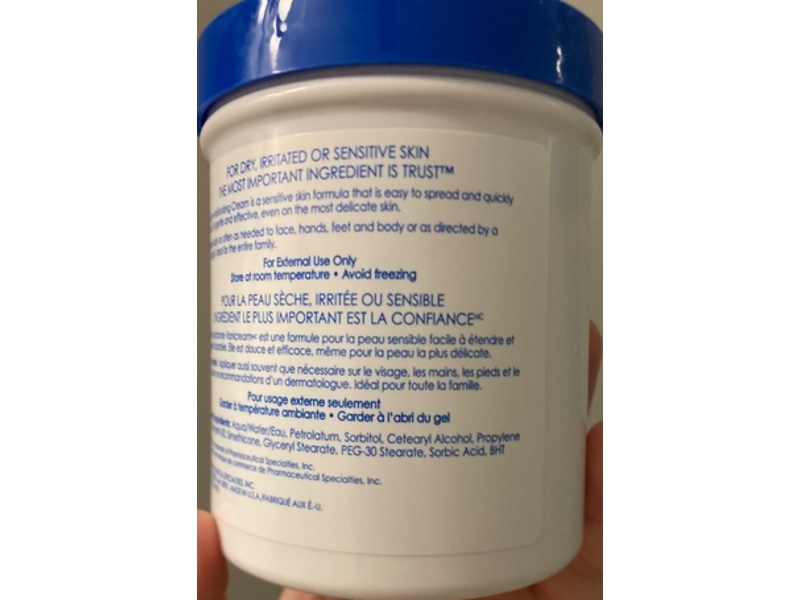 FOR DRY, IRRITATED OR SENSITIVE SKIN
THE MOST IMPORTANT INGREDIENT IS TRUST™
Cream is a sensitive skin formula that is easy to spread and quickly
and effective, even on the most delicate skin.
as often as needed to face, hands, feet and body or as directed by a
for the entire family.
For External Use Only
Store at room temperature • Avoid freezing
POUR LA PEAU SÈCHE, IRRITÉE OU SENSIBLE
INGRÉDIENT LE PLUS IMPORTANT EST LA CONFIANCE
Vanicream est une formule pour la peau sensible facile à étendre et
Elle est douce et efficace, même pour la peau la plus délicate.
appliquer aussi souvent que nécessaire sur le visage, les mains, les pieds et le
recommandations d'un dermatologue. Idéal pour toute la famille.
Pour usage externe seulement
Garder à température ambiante • Garder à l'abri du gel
Aqua/Water/Eau, Petrolatum, Sorbitol, Cetearyl Alcohol, Propylene
Simethicone, Glyceryl Stearate, PEG-30 Stearate, Sorbic Acid, BHT
of Pharmaceutical Specialties, Inc.
de commerce de Pharmaceutical Specialties, Inc.
SPECIALTIES, INC.
MADE IN U.S.A./FABRIQUÉ AUX É.-U.